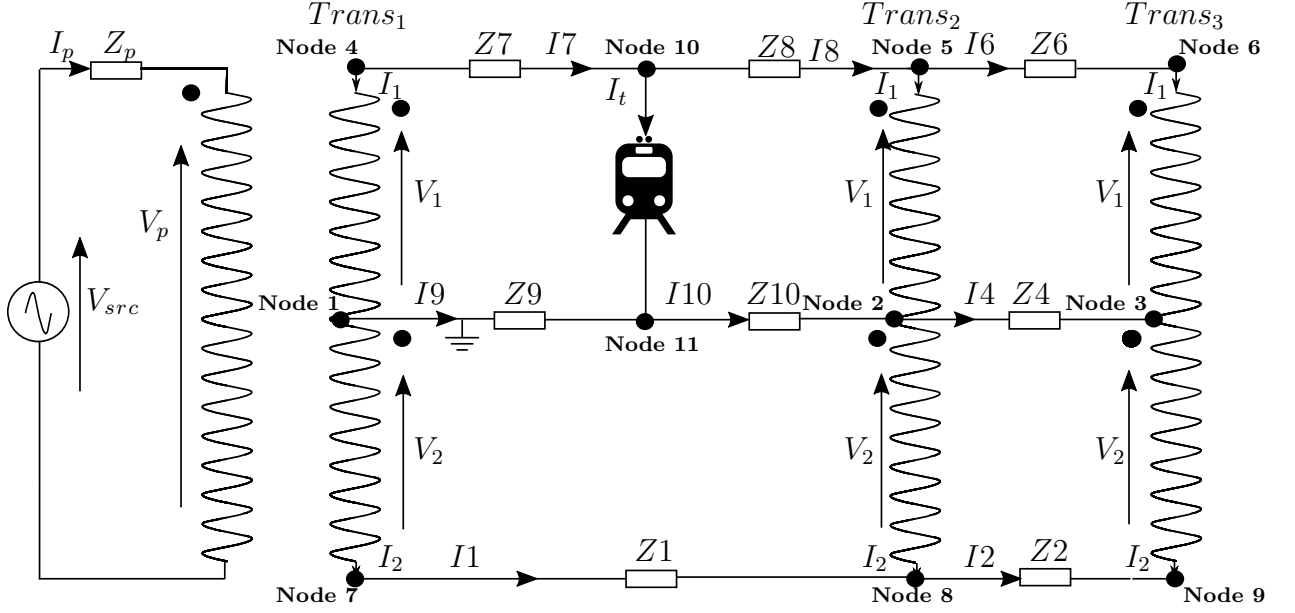 Trans₁
Trans₂
Trans₃
Iₚ
Zₚ
Node 4
Z7
I7
Node 10
Z8
I8
Node 5
I6
Z6
Node 6
I₁
Iₜ
I₁
I₁
Vₚ
V₁
V₁
V₁
V_src
Node 1
I9
Z9
I10
Z10
Node 2
I4
Z4
Node 3
Node 11
V₂
V₂
V₂
I₂
I1
Z1
I₂
I2
Z2
I₂
Node 7
Node 8
Node 9